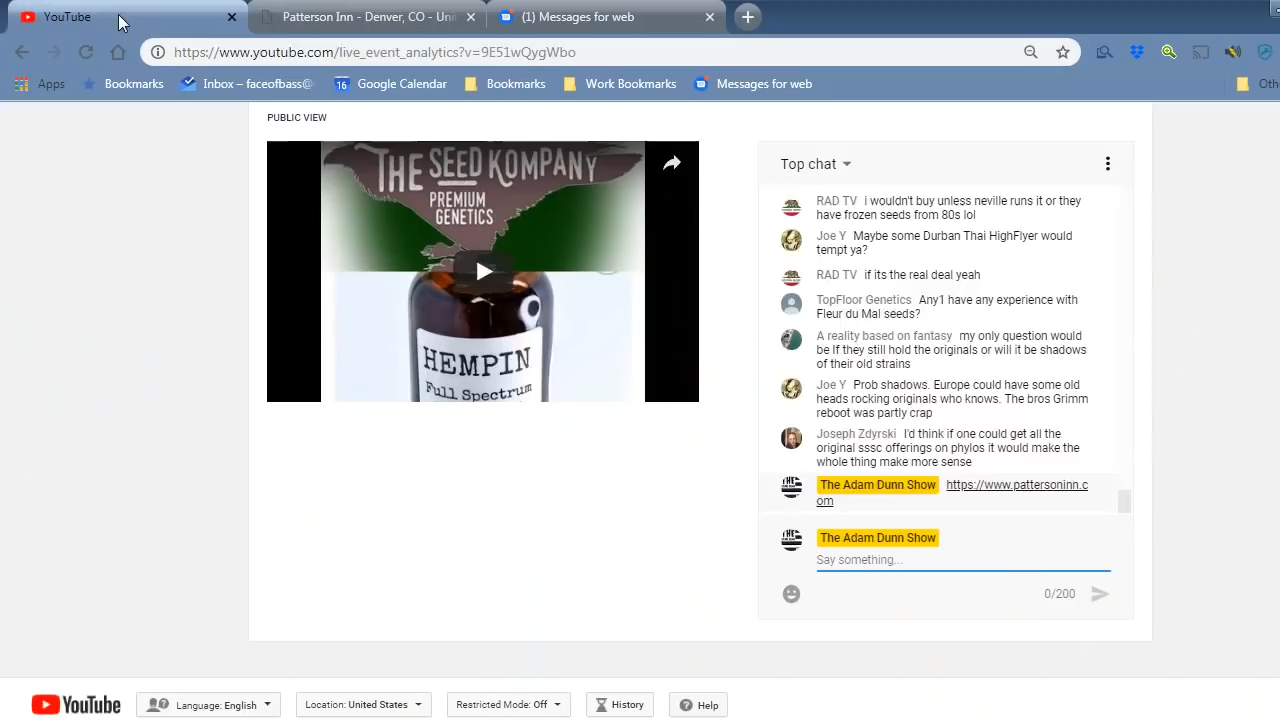 YouTube
Patterson Inn - Denver, CO - Uni
(1) Messages for web
https://www.youtube.com/live_event_analytics?v=9E51wQygWbo
Apps
Bookmarks
Inbox – faceofbass@
16
Google Calendar
Bookmarks
Work Bookmarks
Messages for web
Oth
PUBLIC VIEW
THE SEED KOMPANY
PREMIUM
GENETICS
HEMPIN
Full Spectrum
Top chat
RAD TV i wouldn't buy unless neville runs it or they
have frozen seeds from 80s lol
Joe Y Maybe some Durban Thai HighFlyer would
tempt ya?
RAD TV if its the real deal yeah
TopFloor Genetics Any1 have any experience with
Fleur du Mal seeds?
A reality based on fantasy my only question would
be If they still hold the originals or will it be shadows
of their old strains
Joe Y Prob shadows. Europe could have some old
heads rocking originals who knows. The bros Grimm
reboot was partly crap
Joseph Zdyrski I'd think if one could get all the
original sssc offerings on phylos it would make the
whole thing make more sense
The Adam Dunn Show https://www.pattersoninn.c
om
The Adam Dunn Show
Say something...
0/200
YouTube
Language: English
Location: United States
Restricted Mode: Off
History
Help